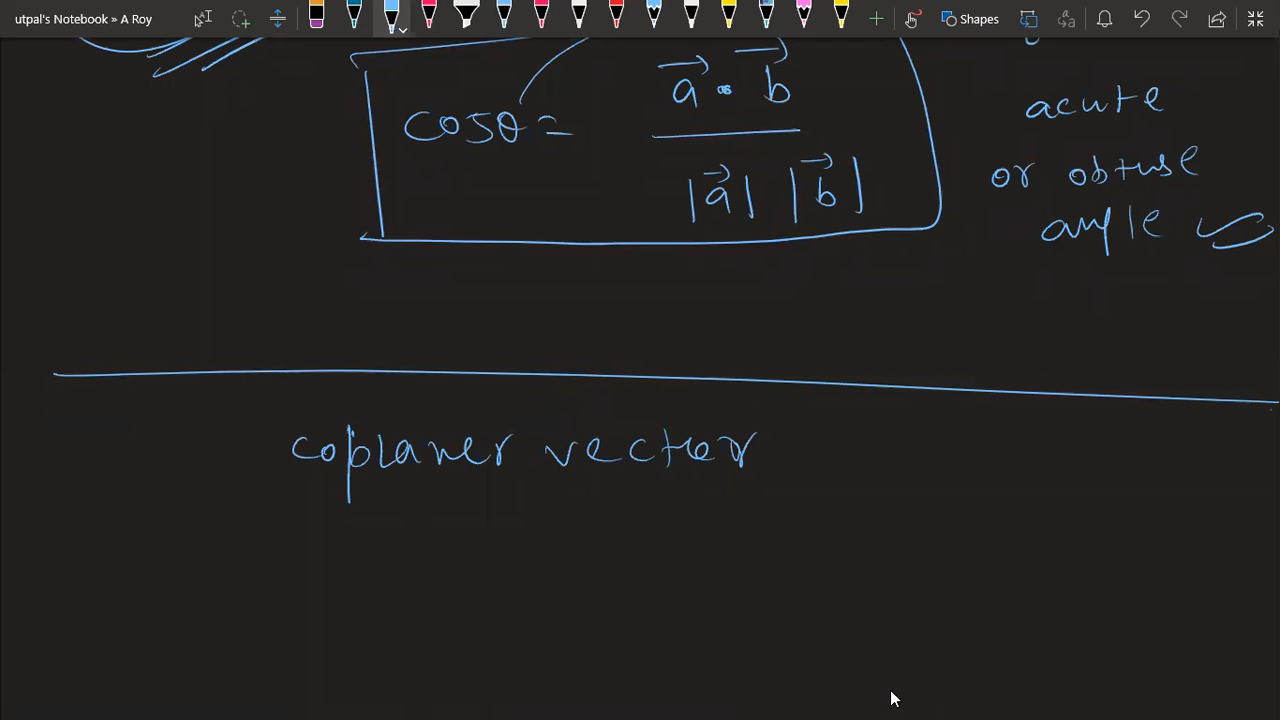 utpal's Notebook » A Roy
Shapes
cosθ = a⃗ · b⃗ / |a⃗| |b⃗|
acute
or obtuse
angle
coplaner vector